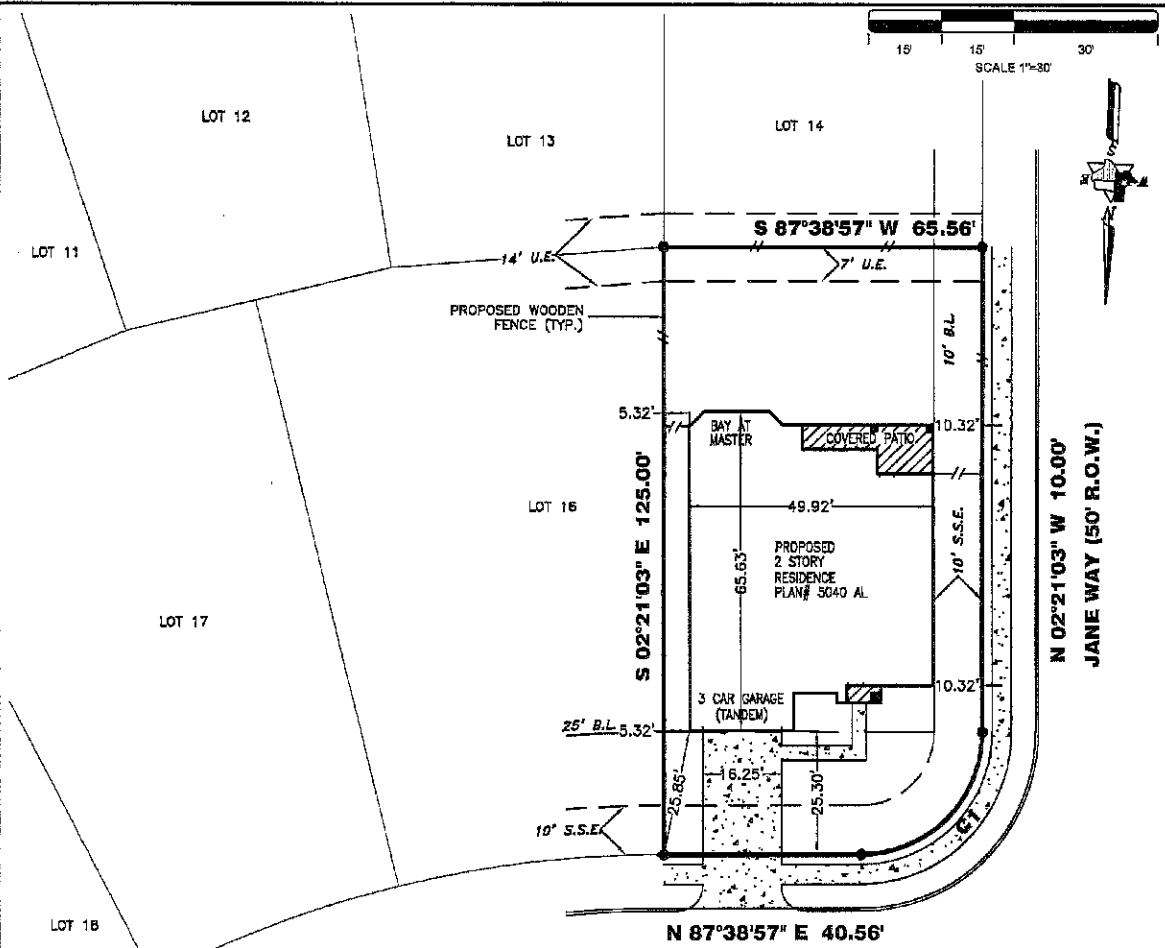 15'
15'
30'
SCALE 1"=30'
LOT 12
LOT 13
LOT 14
LOT 11
S 87°38'57" W 65.56'
14' U.E.
7' U.E.
PROPOSED WOODEN
FENCE (TYP.)
10' B.L.
5.32'
BAY AT
MASTER
COVERED PATIO
10.32'
S 02°21'03" E 125.00'
LOT 16
49.92'
65.63'
PROPOSED
2 STORY
RESIDENCE
PLAN# 5040 AL
10' S.S.E.
N 02°21'03" W 10.00'
JANE WAY (50' R.O.W.)
LOT 17
3 CAR GARAGE
(TANDEM)
10.32'
25' B.L.
5.32'
16.25'
25.85'
25.30'
10' S.S.E.
C1
LOT 18
N 87°38'57" E 40.56'